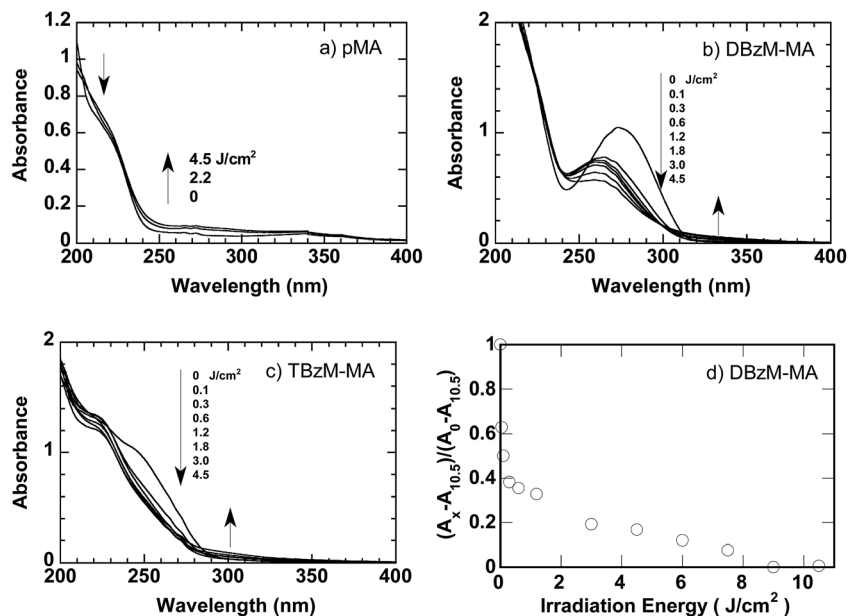 a) pMA
Absorbance
1.2
1
0.8
0.6
0.4
0.2
0
4.5 J/cm²
2.2
0
200 250 300 350 400
Wavelength (nm)
b) DBzM-MA
Absorbance
2
1
0
0 J/cm²
0.1
0.3
0.6
1.2
1.8
3.0
4.5
200 250 300 350 400
Wavelength (nm)
c) TBzM-MA
Absorbance
2
1
0
0 J/cm²
0.1
0.3
0.6
1.2
1.8
3.0
4.5
200 250 300 350 400
Wavelength (nm)
d) DBzM-MA
(Aₓ-A₁₀.₅)/(A₀-A₁₀.₅)
1
0.8
0.6
0.4
0.2
0
0 2 4 6 8 10
Irradiation Energy ( J/cm² )